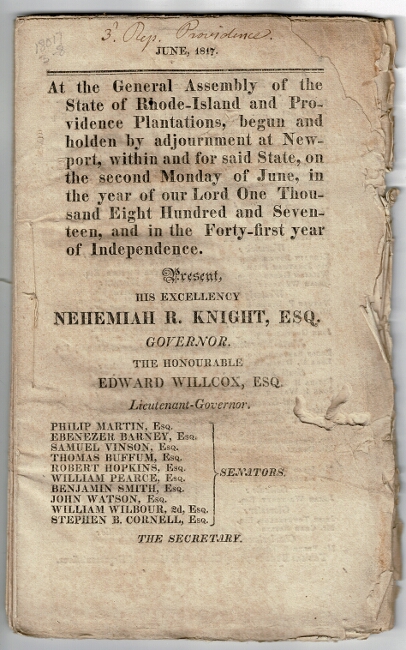 3d. Rep. Providence.
JUNE, 1817.
At the General Assembly of the
State of Rhode-Island and Pro-
vidence Plantations, begun and
holden by adjournment at New-
port, within and for said State, on
the second Monday of June, in
the year of our Lord One Thou-
sand Eight Hundred and Seven-
teen, and in the Forty-first year
of Independence.
Present,
HIS EXCELLENCY
NEHEMIAH R. KNIGHT, ESQ.
GOVERNOR.
THE HONOURABLE
EDWARD WILLCOX, ESQ.
Lieutenant-Governor.
PHILIP MARTIN, Esq.
EBENEZER BARNEY, Esq.
SAMUEL VINSON, Esq.
THOMAS BUFFUM, Esq.
ROBERT HOPKINS, Esq.
WILLIAM PEARCE, Esq.
BENJAMIN SMITH, Esq.
JOHN WATSON, Esq.
WILLIAM WILBOUR, 2d, Esq.
STEPHEN B. CORNELL, Esq.
SENATORS.
THE SECRETARY.